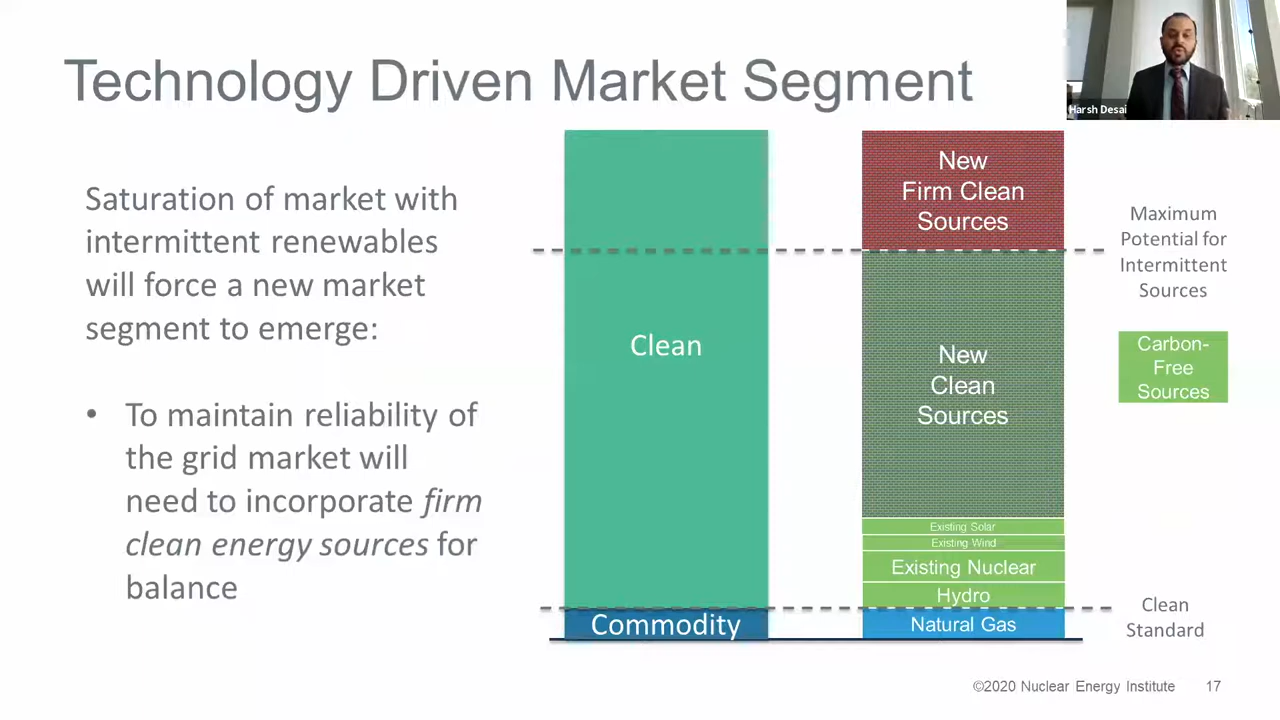 Technology Driven Market Segment
Harsh Desai
Saturation of market with
intermittent renewables
will force a new market
segment to emerge:
• To maintain reliability of
the grid market will
need to incorporate firm
clean energy sources for
balance
Clean
Commodity
New
Firm Clean
Sources
New
Clean
Sources
Existing Solar
Existing Wind
Existing Nuclear
Hydro
Natural Gas
Maximum
Potential for
Intermittent
Sources
Carbon-
Free
Sources
Clean
Standard
©2020 Nuclear Energy Institute 17